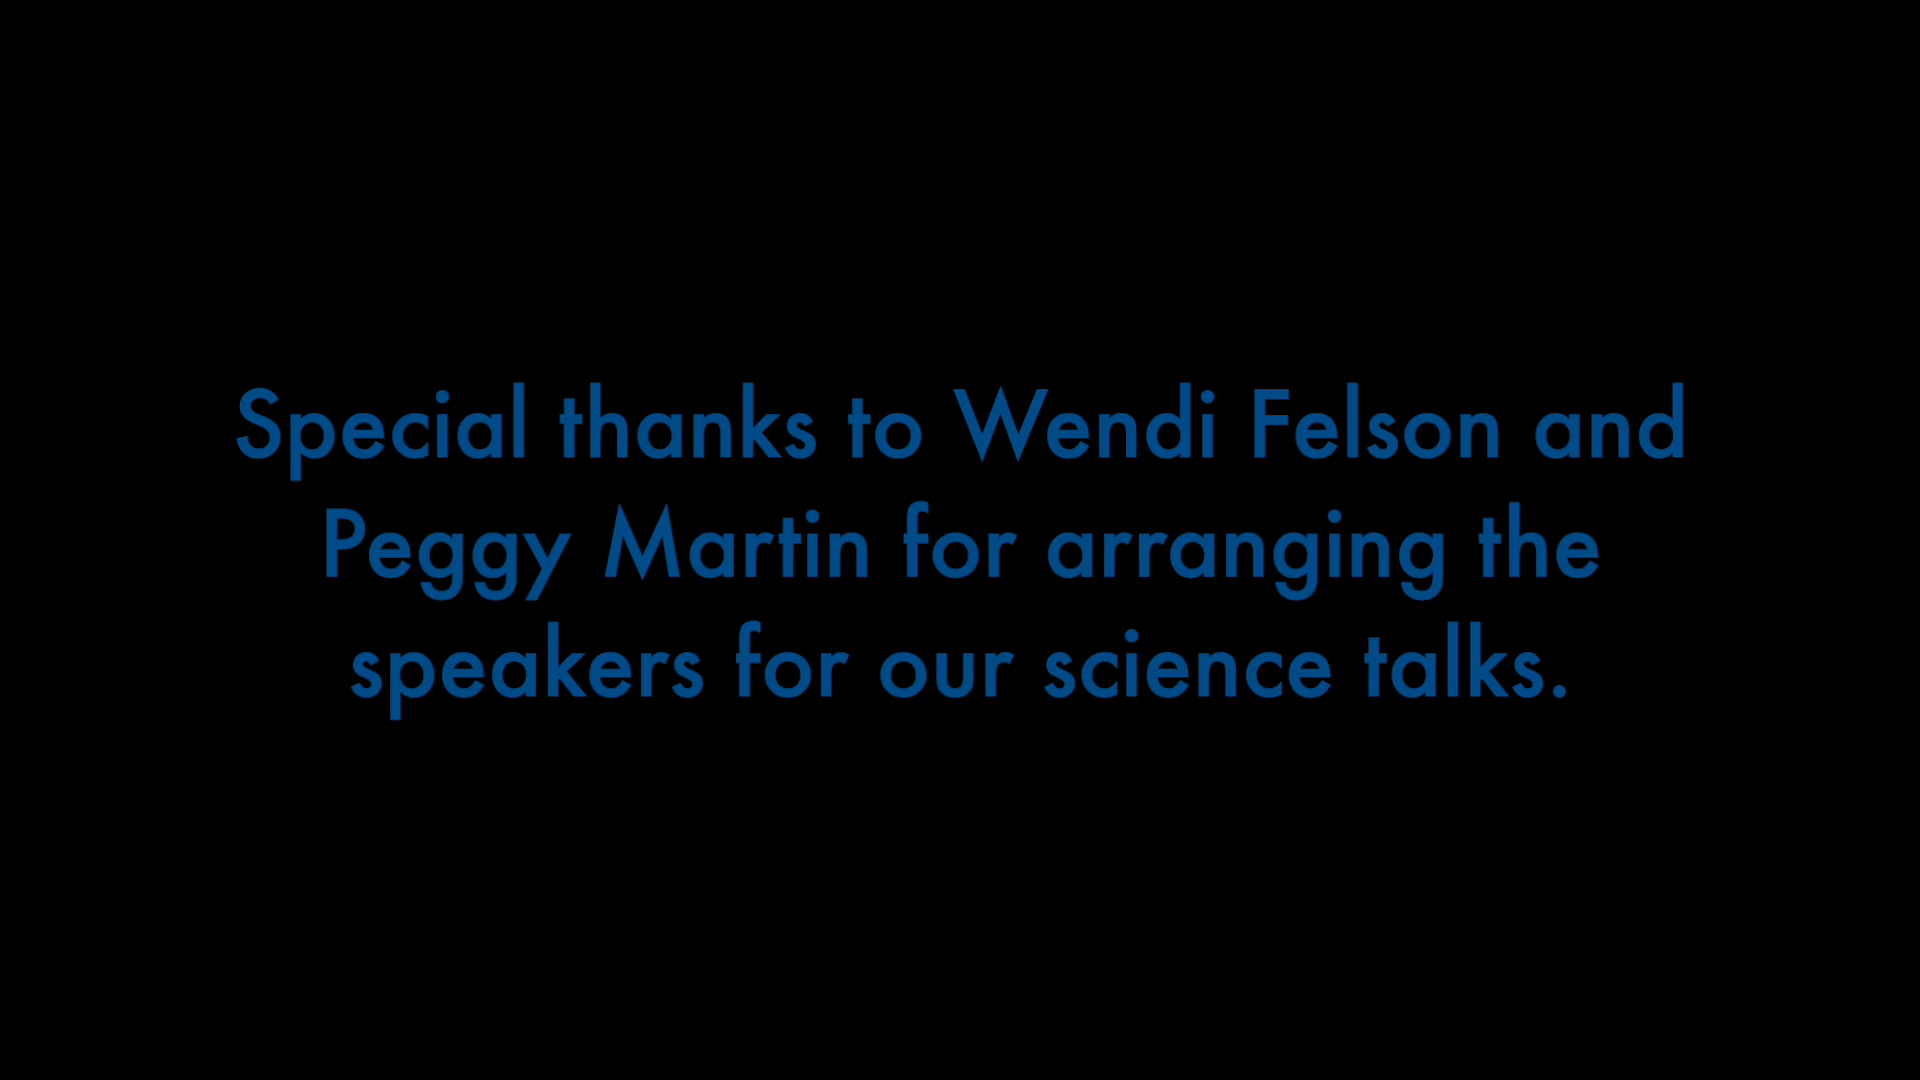 Special thanks to Wendi Felson and
Peggy Martin for arranging the
speakers for our science talks.